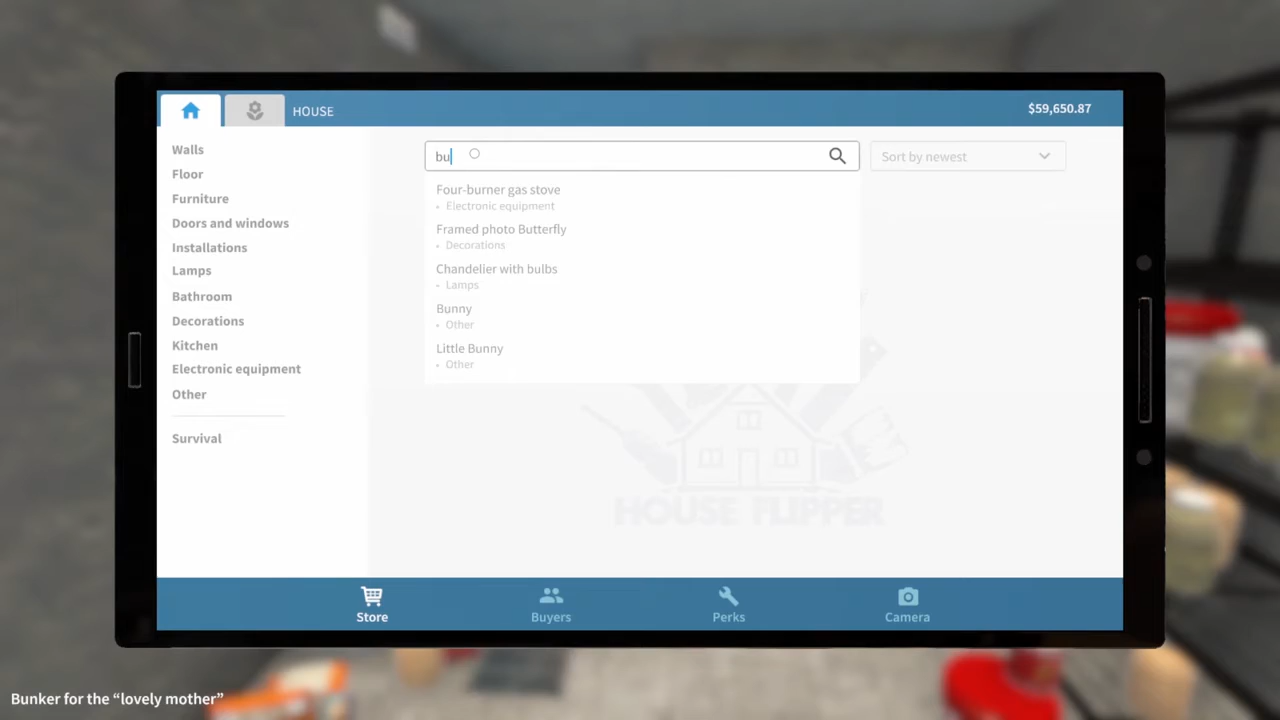 HOUSE
$59,650.87
Walls
Floor
Furniture
Doors and windows
Installations
Lamps
Bathroom
Decorations
Kitchen
Electronic equipment
Other
Survival
bu
Sort by newest
Four-burner gas stove
• Electronic equipment
Framed photo Butterfly
• Decorations
Chandelier with bulbs
• Lamps
Bunny
• Other
Little Bunny
• Other
HOUSE FLIPPER
Store
Buyers
Perks
Camera
Bunker for the “lovely mother”